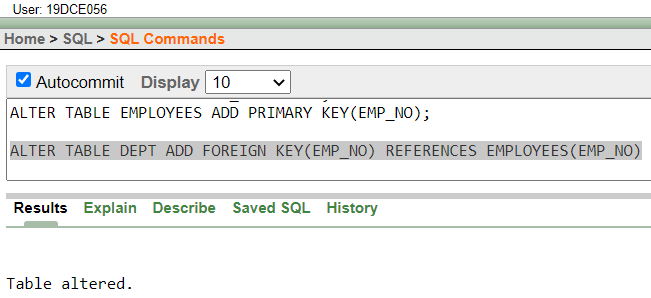 User: 19DCE056
Home > SQL > SQL Commands
Autocommit Display 10
ALTER TABLE EMPLOYEES ADD PRIMARY KEY(EMP_NO);
ALTER TABLE DEPT ADD FOREIGN KEY(EMP_NO) REFERENCES EMPLOYEES(EMP_NO)
Results Explain Describe Saved SQL History
Table altered.